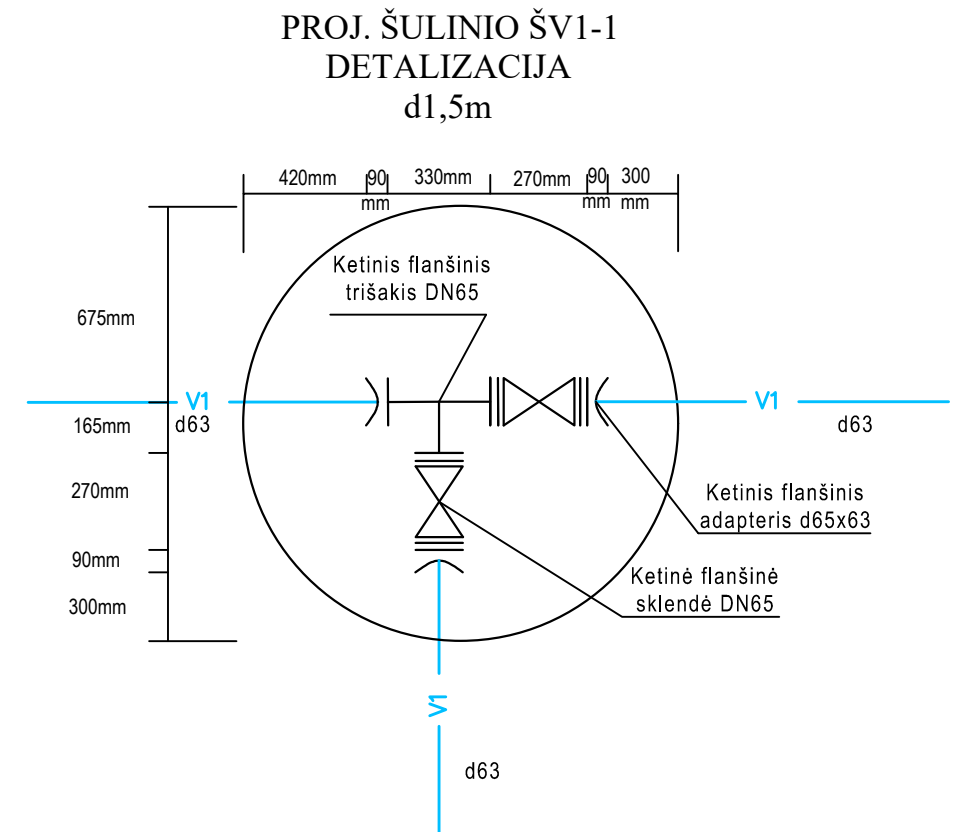 PROJ. ŠULINIO ŠV1-1
DETALIZACIJA
d1,5m
420mm
90
mm
330mm
270mm
90
mm
300
mm
Ketinis flanšinis
trišakis DN65
675mm
V1
V1
165mm
d63
d63
270mm
Ketinis flanšinis
adapteris d65x63
90mm
Ketinė flanšinė
sklendė DN65
300mm
V1
d63